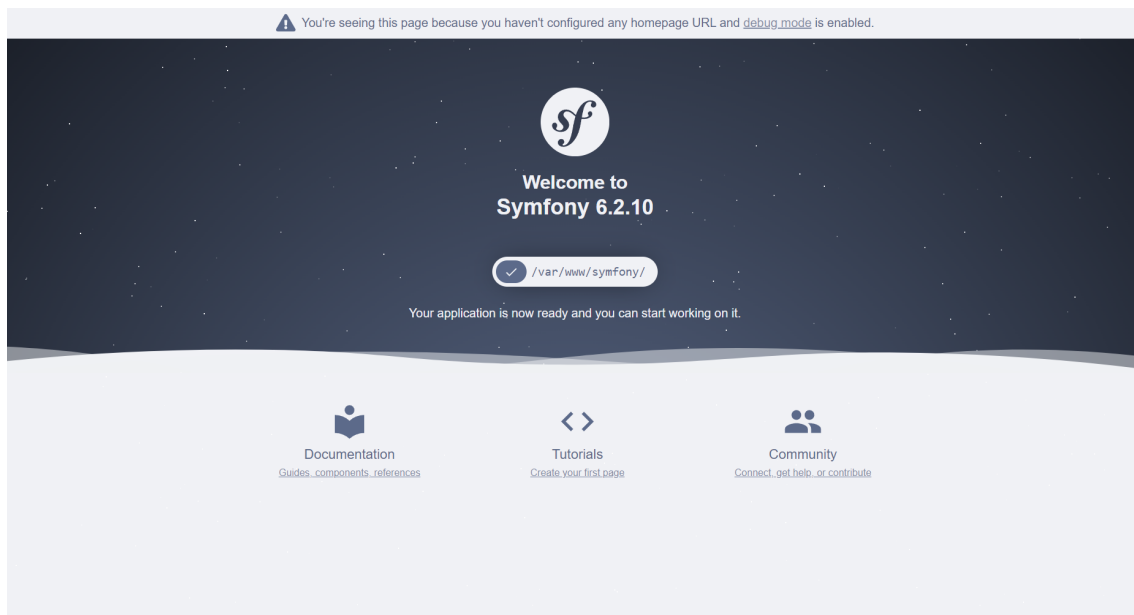 You're seeing this page because you haven't configured any homepage URL and debug mode is enabled.
sf
Welcome to
Symfony 6.2.10
/var/www/symfony/
Your application is now ready and you can start working on it.
Documentation
Guides, components, references
Tutorials
Create your first page
Community
Connect, get help, or contribute